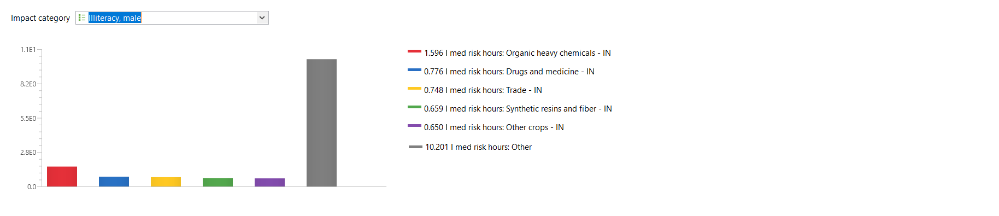 Impact category Illiteracy, male
1.1E1
8.2E0
5.5E0
2.8E0
0.0
1.596 I med risk hours: Organic heavy chemicals - IN
0.776 I med risk hours: Drugs and medicine - IN
0.748 I med risk hours: Trade - IN
0.659 I med risk hours: Synthetic resins and fiber - IN
0.650 I med risk hours: Other crops - IN
10.201 I med risk hours: Other